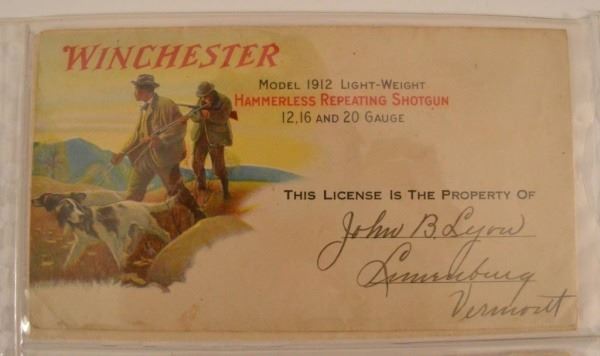 WINCHESTER
MODEL 1912 LIGHT-WEIGHT
HAMMERLESS REPEATING SHOTGUN
12,16 AND 20 GAUGE
THIS LICENSE IS THE PROPERTY OF
John B. Lyon
Lunenburg
Vermont